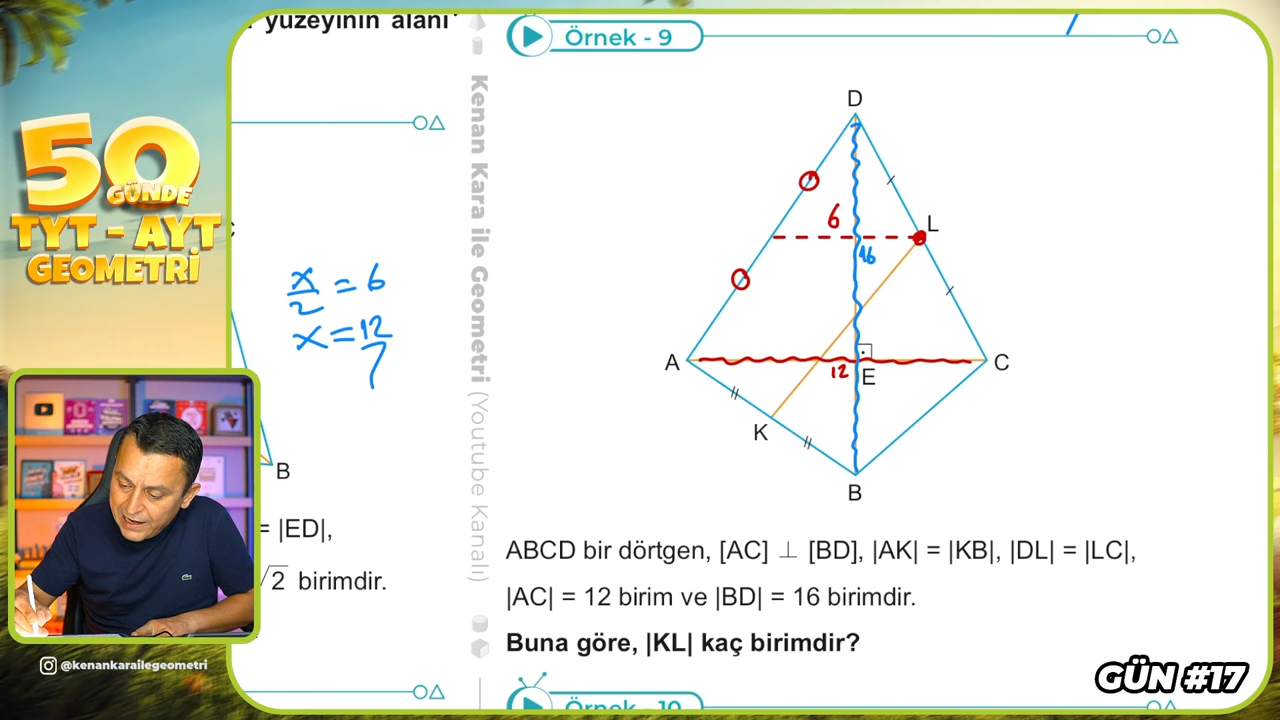 yüzeyinin alanı
Örnek - 9
50
GÜNDE
TYT - AYT
GEOMETRİ
Kenan Kara ile Geometri (Youtube Kanalı)
x/2 = 6
x = 12
B
= |ED|,
√2 birimdir.
D
L
6
16
A
12
E
C
K
B
ABCD bir dörtgen, [AC] ⊥ [BD], |AK| = |KB|, |DL| = |LC|,
|AC| = 12 birim ve |BD| = 16 birimdir.
Buna göre, |KL| kaç birimdir?
@kenankarailegeometri
GÜN #17
Örnek - 10